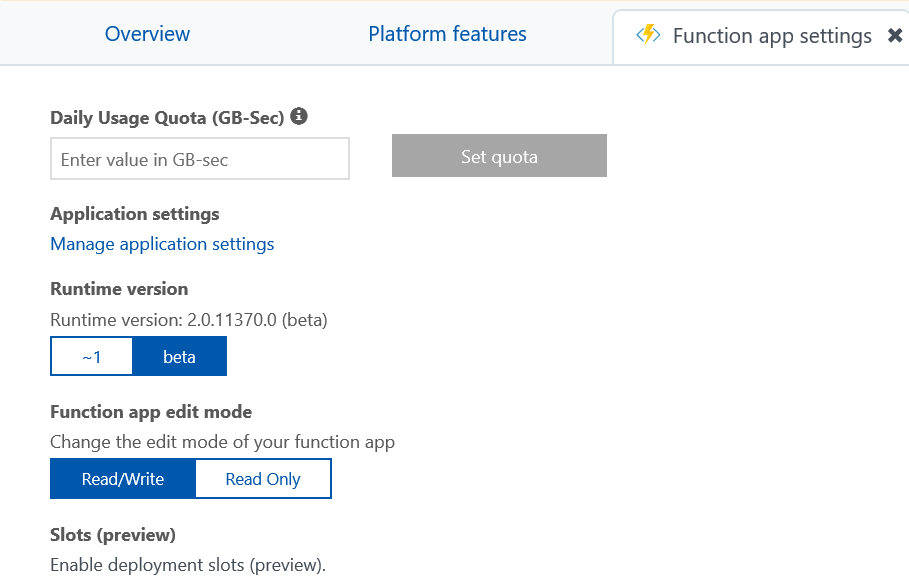 Overview
Platform features
Function app settings
Daily Usage Quota (GB-Sec)
Enter value in GB-sec
Set quota
Application settings
Manage application settings
Runtime version
Runtime version: 2.0.11370.0 (beta)
~1
beta
Function app edit mode
Change the edit mode of your function app
Read/Write
Read Only
Slots (preview)
Enable deployment slots (preview).